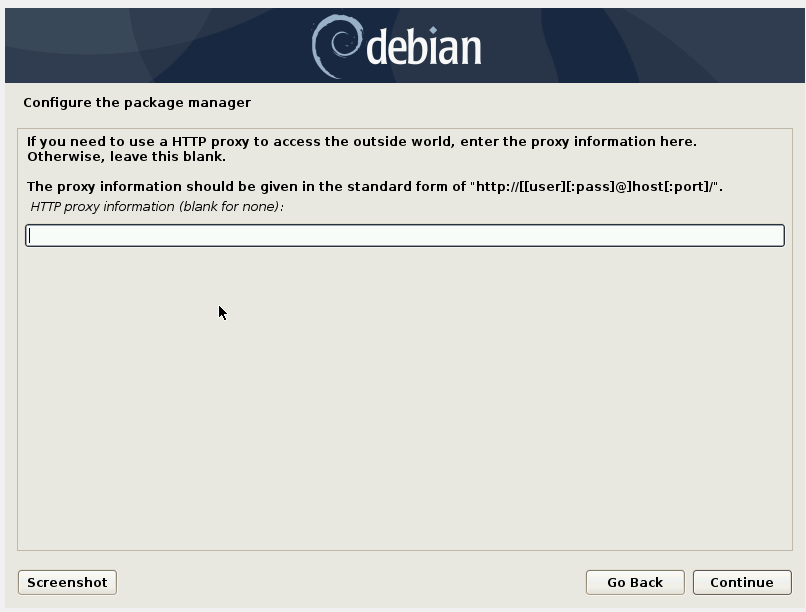 debian
Configure the package manager
If you need to use a HTTP proxy to access the outside world, enter the proxy information here.
Otherwise, leave this blank.
The proxy information should be given in the standard form of "http://[[user][:pass]@]host[:port]/".
HTTP proxy information (blank for none):
Screenshot
Go Back
Continue